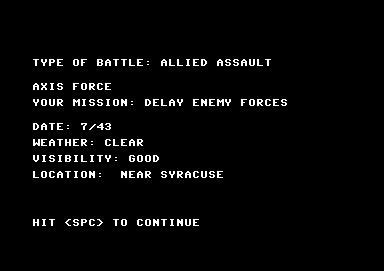 TYPE OF BATTLE: ALLIED ASSAULT
AXIS FORCE
YOUR MISSION: DELAY ENEMY FORCES
DATE: 7/43
WEATHER: CLEAR
VISIBILITY: GOOD
LOCATION:  NEAR SYRACUSE
HIT <SPC> TO CONTINUE